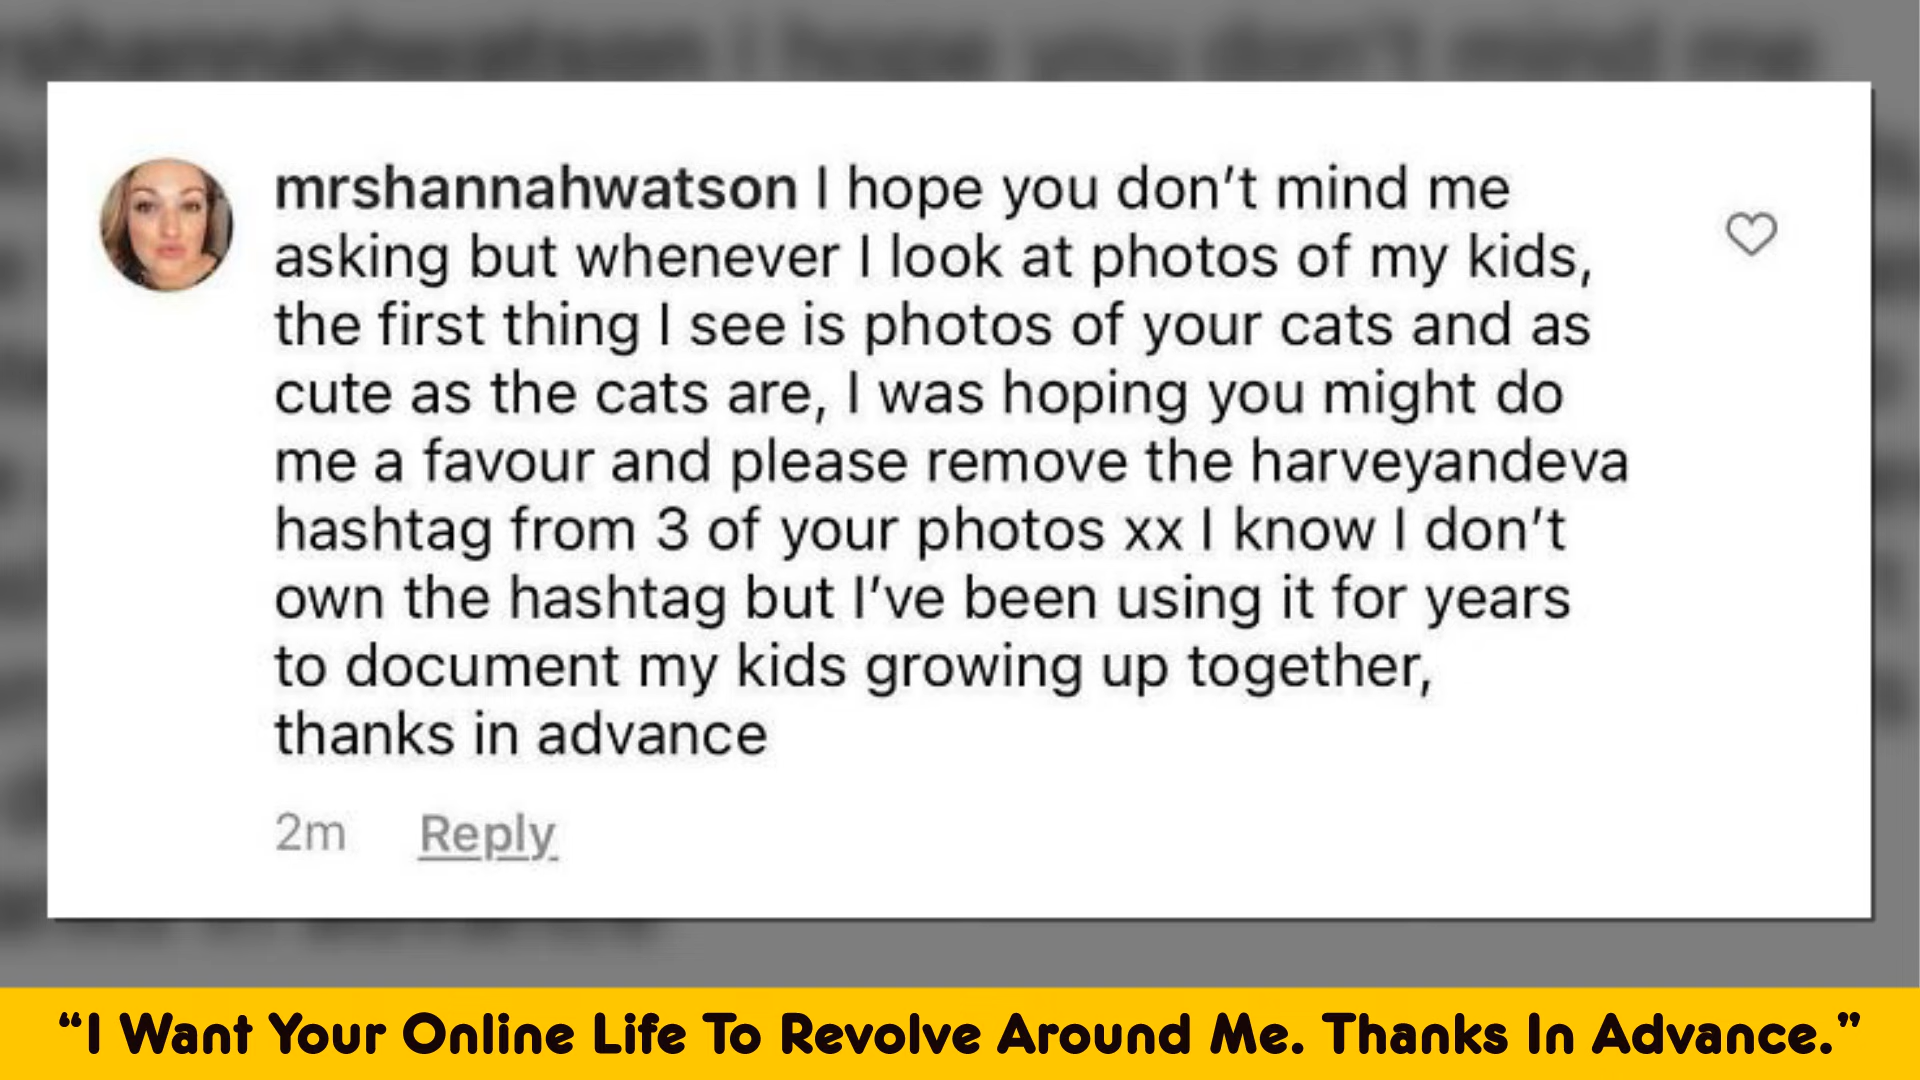 mrshannahwatson I hope you don’t mind me
asking but whenever I look at photos of my kids,
the first thing I see is photos of your cats and as
cute as the cats are, I was hoping you might do
me a favour and please remove the harveyandeva
hashtag from 3 of your photos xx I know I don’t
own the hashtag but I’ve been using it for years
to document my kids growing up together,
thanks in advance
2m Reply
“I Want Your Online Life To Revolve Around Me. Thanks In Advance.”